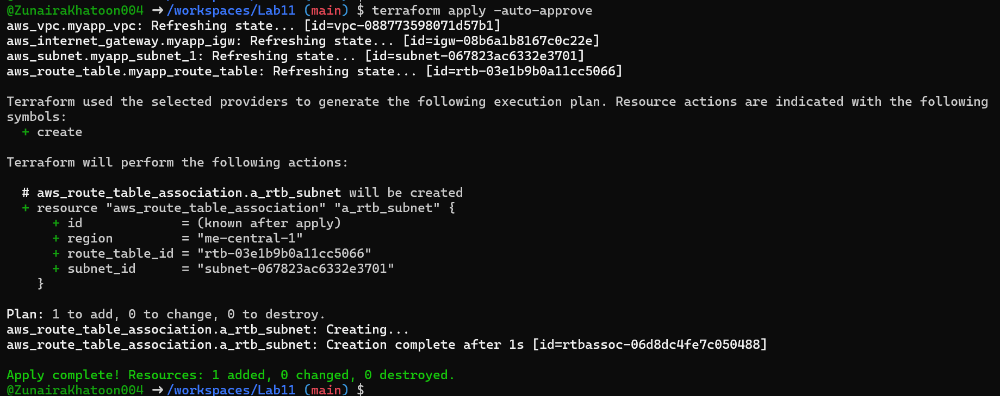 @ZunairaKhatoon004 ➜ /workspaces/Lab11 (main) $ terraform apply -auto-approve
aws_vpc.myapp_vpc: Refreshing state... [id=vpc-088773598071d57b1]
aws_internet_gateway.myapp_igw: Refreshing state... [id=igw-08b6a1b8167c0c22e]
aws_subnet.myapp_subnet_1: Refreshing state... [id=subnet-067823ac6332e3701]
aws_route_table.myapp_route_table: Refreshing state... [id=rtb-03e1b9b0a11cc5066]

Terraform used the selected providers to generate the following execution plan. Resource actions are indicated with the following
symbols:
  + create

Terraform will perform the following actions:

  # aws_route_table_association.a_rtb_subnet will be created
  + resource "aws_route_table_association" "a_rtb_subnet" {
      + id             = (known after apply)
      + region         = "me-central-1"
      + route_table_id = "rtb-03e1b9b0a11cc5066"
      + subnet_id      = "subnet-067823ac6332e3701"
    }

Plan: 1 to add, 0 to change, 0 to destroy.
aws_route_table_association.a_rtb_subnet: Creating...
aws_route_table_association.a_rtb_subnet: Creation complete after 1s [id=rtbassoc-06d8dc4fe7c050488]

Apply complete! Resources: 1 added, 0 changed, 0 destroyed.
@ZunairaKhatoon004 ➜ /workspaces/Lab11 (main) $